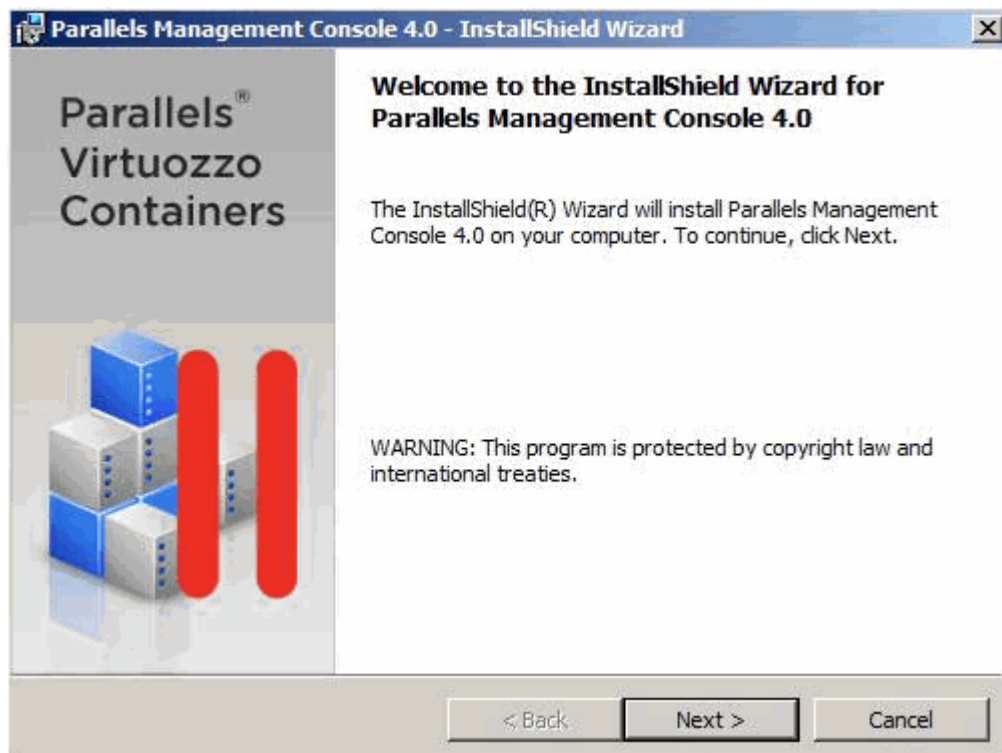 Parallels Management Console 4.0 - InstallShield Wizard
Parallels®
Virtuozzo
Containers
Welcome to the InstallShield Wizard for
Parallels Management Console 4.0
The InstallShield(R) Wizard will install Parallels Management
Console 4.0 on your computer. To continue, click Next.
WARNING: This program is protected by copyright law and
international treaties.
< Back
Next >
Cancel